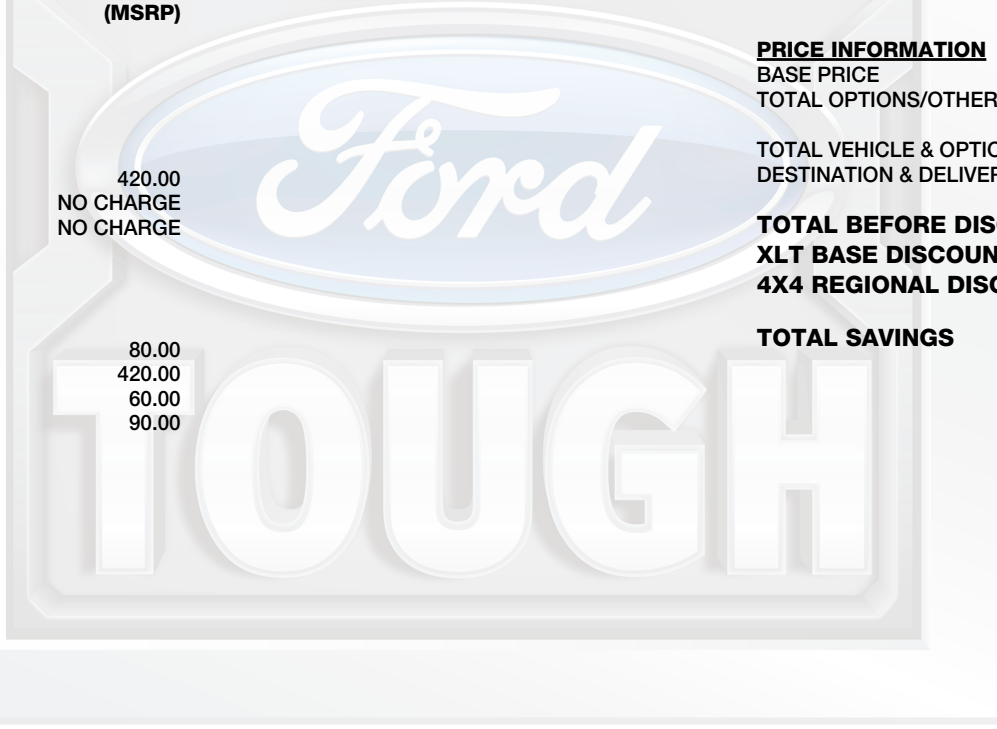 (MSRP)
420.00
NO CHARGE
NO CHARGE
80.00
420.00
60.00
90.00
PRICE INFORMATION
BASE PRICE
TOTAL OPTIONS/OTHER
TOTAL VEHICLE & OPTIO
DESTINATION & DELIVER
TOTAL BEFORE DIS
XLT BASE DISCOUN
4X4 REGIONAL DISC
TOTAL SAVINGS
Ford
TOUGH